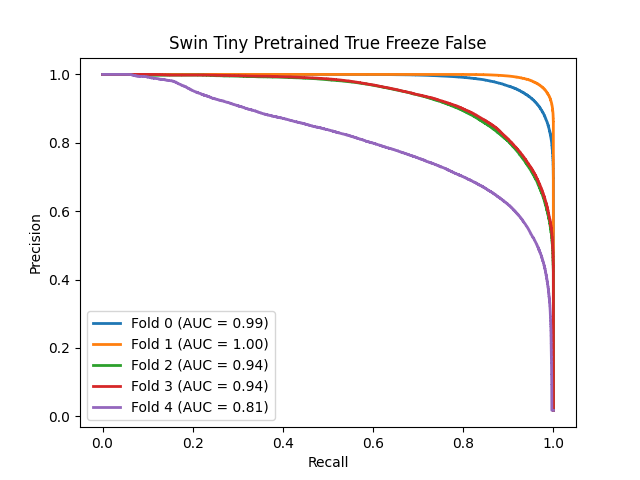 Swin Tiny Pretrained True Freeze False
1.0
0.8
0.6
0.4
0.2
0.0
Precision
Fold 0 (AUC = 0.99)
Fold 1 (AUC = 1.00)
Fold 2 (AUC = 0.94)
Fold 3 (AUC = 0.94)
Fold 4 (AUC = 0.81)
0.0 0.2 0.4 0.6 0.8 1.0
Recall